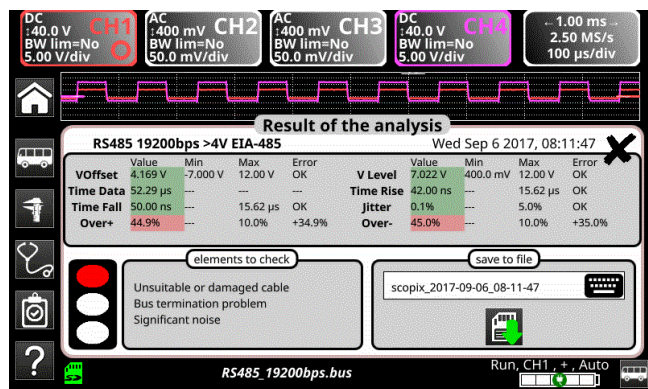 DC
↕40.0 V CH1
BW lim=No
5.00 V/div
AC
↕400 mV CH2
BW lim=No
50.0 mV/div
AC
↕400 mV CH3
BW lim=No
50.0 mV/div
DC
↕40.0 V CH4
BW lim=No
5.00 V/div
←1.00 ms→
2.50 MS/s
100 µs/div
Result of the analysis
RS485 19200bps >4V EIA-485 Wed Sep 6 2017, 08:11:47
Value Min Max Error Value Min Max Error
VOffset 4.169 V -7.000 V 12.00 V OK V Level 7.022 V 400.0 mV 12.00 V OK
Time Data 52.29 µs --- --- --- Time Rise 42.00 ns --- 15.62 µs OK
Time Fall 50.00 ns --- 15.62 µs OK Jitter 0.1% --- 5.0% OK
Over+ 44.9% --- 10.0% +34.9% Over- 45.0% --- 10.0% +35.0%
elements to check
Unsuitable or damaged cable
Bus termination problem
Significant noise
save to file
scopix_2017-09-06_08-11-47
?
RS485_19200bps.bus
Run, CH1 , + , Auto